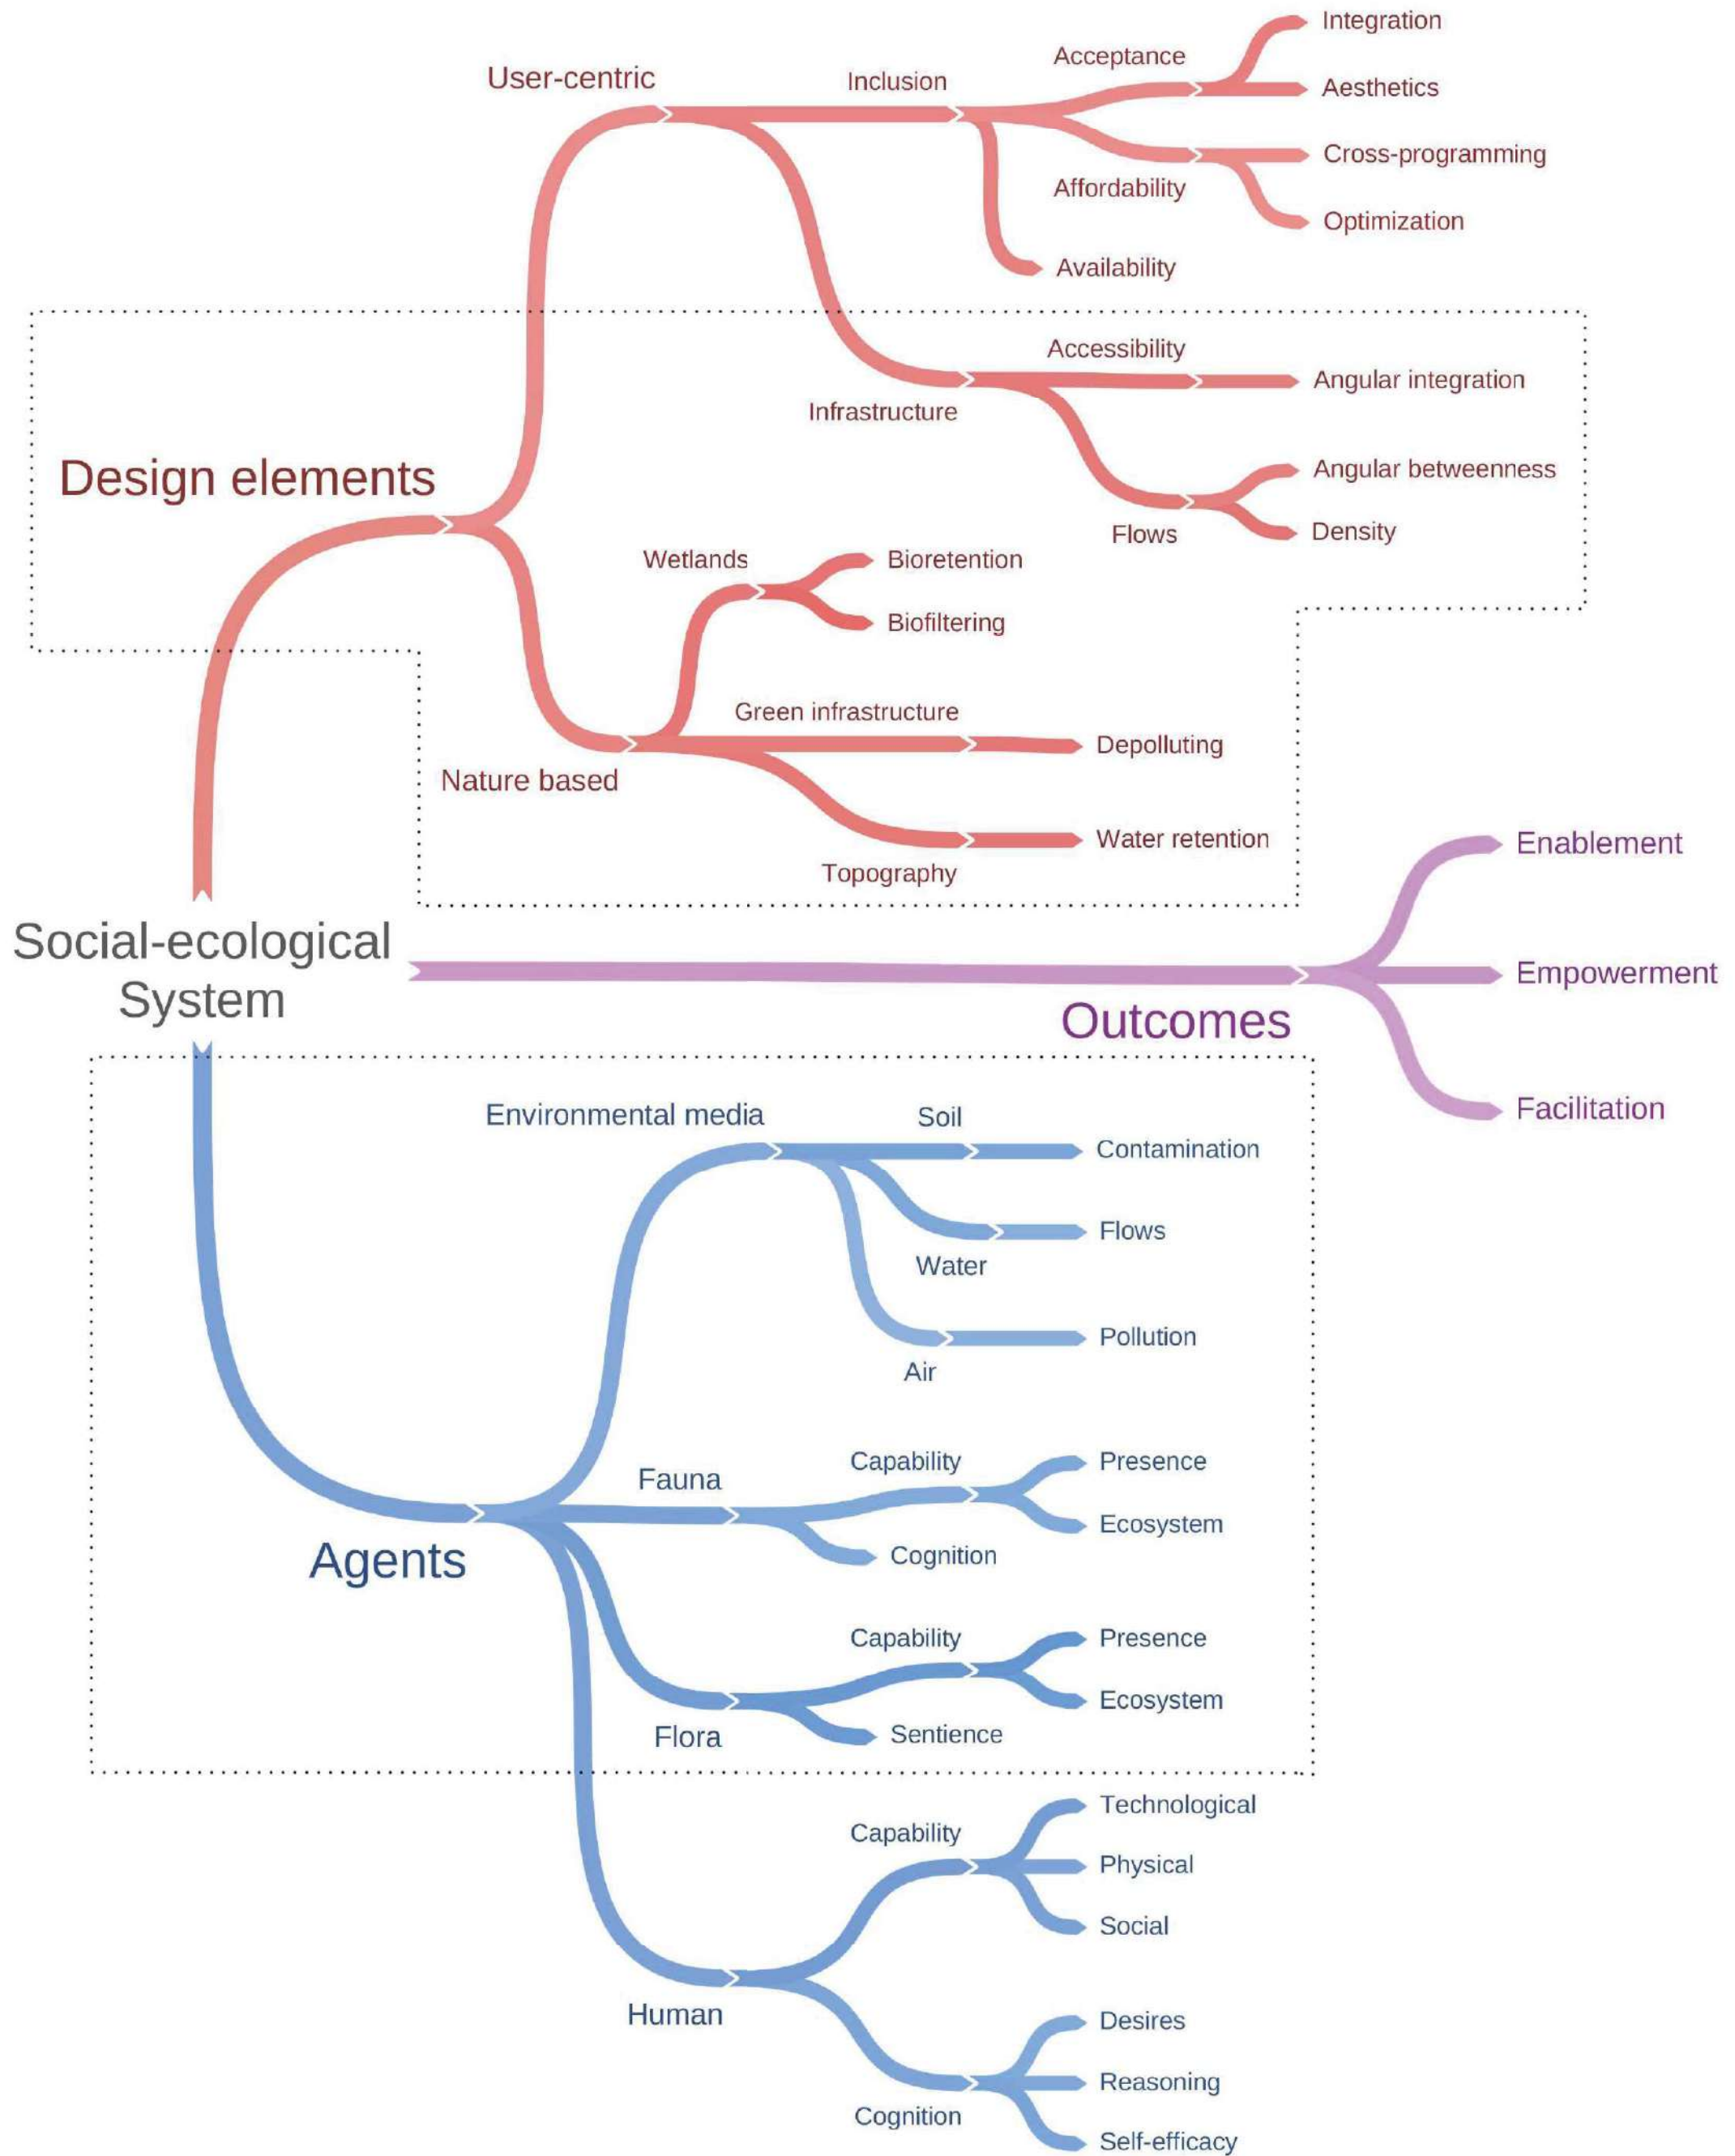 Integration
Acceptance
User-centric
Inclusion
Aesthetics
Cross-programming
Affordability
Optimization
Availability
Accessibility
Angular integration
Infrastructure
Design elements
Angular betweenness
Flows
Density
Wetlands
Bioretention
Biofiltering
Green infrastructure
Depolluting
Nature based
Water retention
Topography
Enablement
Social-ecological
System
Empowerment
Outcomes
Facilitation
Environmental media
Soil
Contamination
Flows
Water
Pollution
Air
Fauna
Capability
Presence
Ecosystem
Cognition
Agents
Capability
Presence
Ecosystem
Flora
Sentience
Technological
Capability
Physical
Social
Human
Desires
Reasoning
Cognition
Self-efficacy